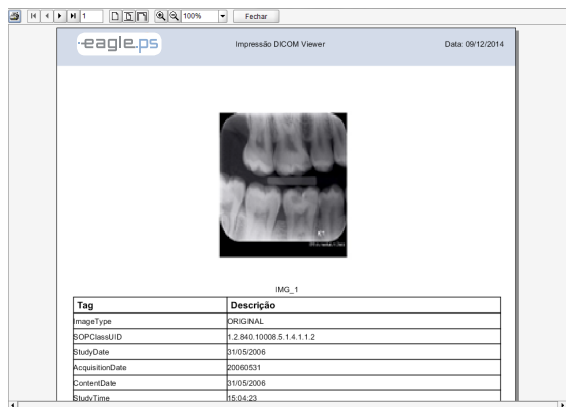 1 100% Fechar
eagle.ps Impressão DICOM Viewer Data: 09/12/2014
IMG_1
Tag Descrição
ImageType ORIGINAL
SOPClassUID 1.2.840.10008.5.1.4.1.1.2
StudyDate 31/05/2006
AcquisitionDate 20060531
ContentDate 31/05/2006
StudyTime 15:04:23